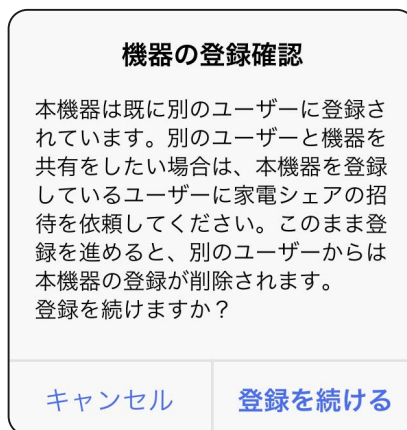 機器の登録確認
本機器は既に別のユーザーに登録さ
れています。別のユーザーと機器を
共有をしたい場合は、本機器を登録
しているユーザーに家電シェアの招
待を依頼してください。このまま登
録を進めると、別のユーザーからは
本機器の登録が削除されます。
登録を続けますか？
キャンセル
登録を続ける